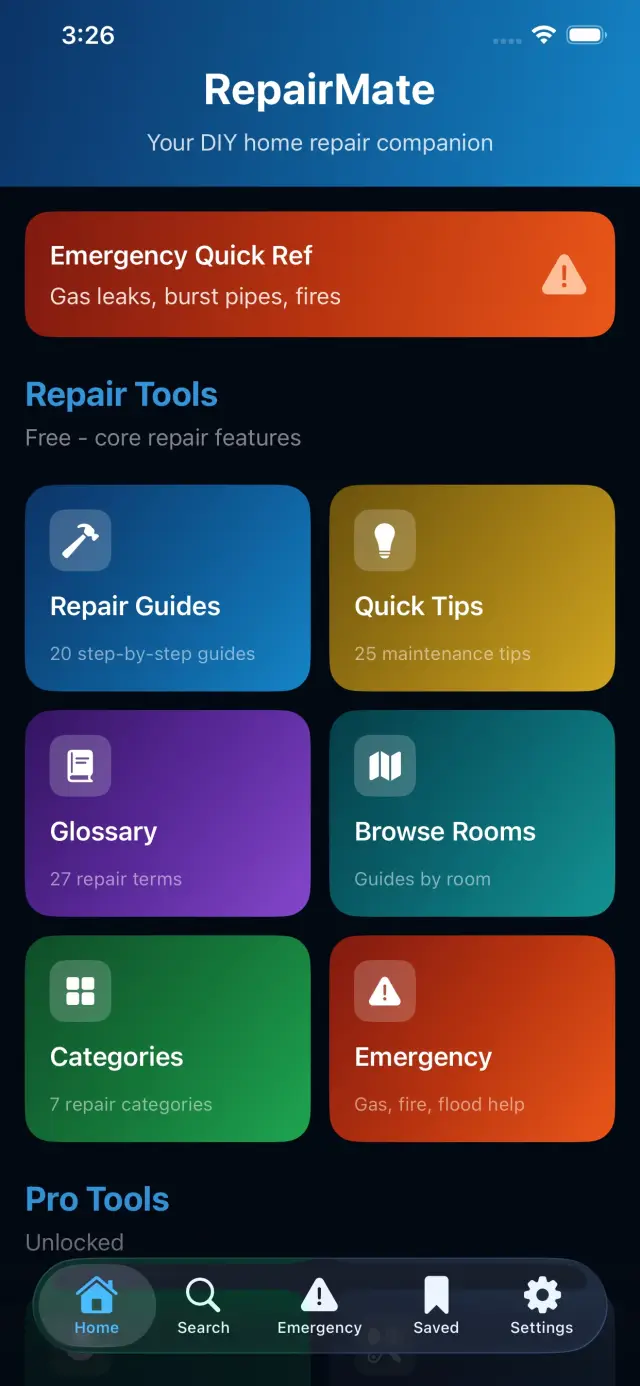 3:26
RepairMate
Your DIY home repair companion
Emergency Quick Ref
Gas leaks, burst pipes, fires
Repair Tools
Free - core repair features
Repair Guides
20 step-by-step guides
Quick Tips
25 maintenance tips
Glossary
27 repair terms
Browse Rooms
Guides by room
Categories
7 repair categories
Emergency
Gas, fire, flood help
Pro Tools
Unlocked
Home
Search
Emergency
Saved
Settings